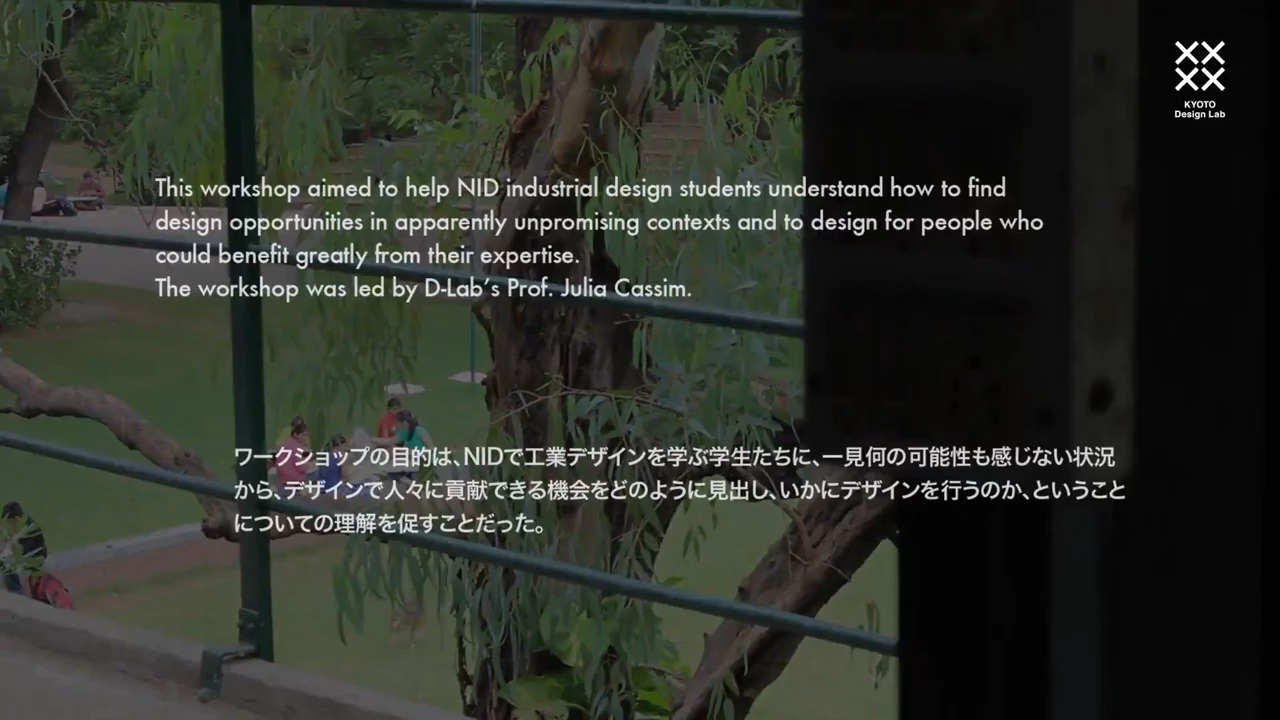 KYOTO
Design Lab
This workshop aimed to help NID industrial design students understand how to find
design opportunities in apparently unpromising contexts and to design for people who
could benefit greatly from their expertise.
The workshop was led by D-Lab’s Prof. Julia Cassim.
ワークショップの目的は、NIDで工業デザインを学ぶ学生たちに、一見何の可能性も感じない状況
から、デザインで人々に貢献できる機会をどのように見出し、いかにデザインを行うのか、ということ
についての理解を促すことだった。